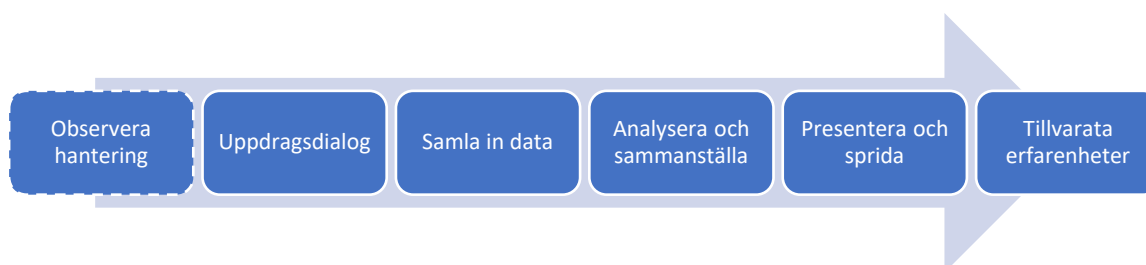 Observera
hantering
Uppdragsdialog
Samla in data
Analysera och
sammanställa
Presentera och
sprida
Tillvarata
erfarenheter